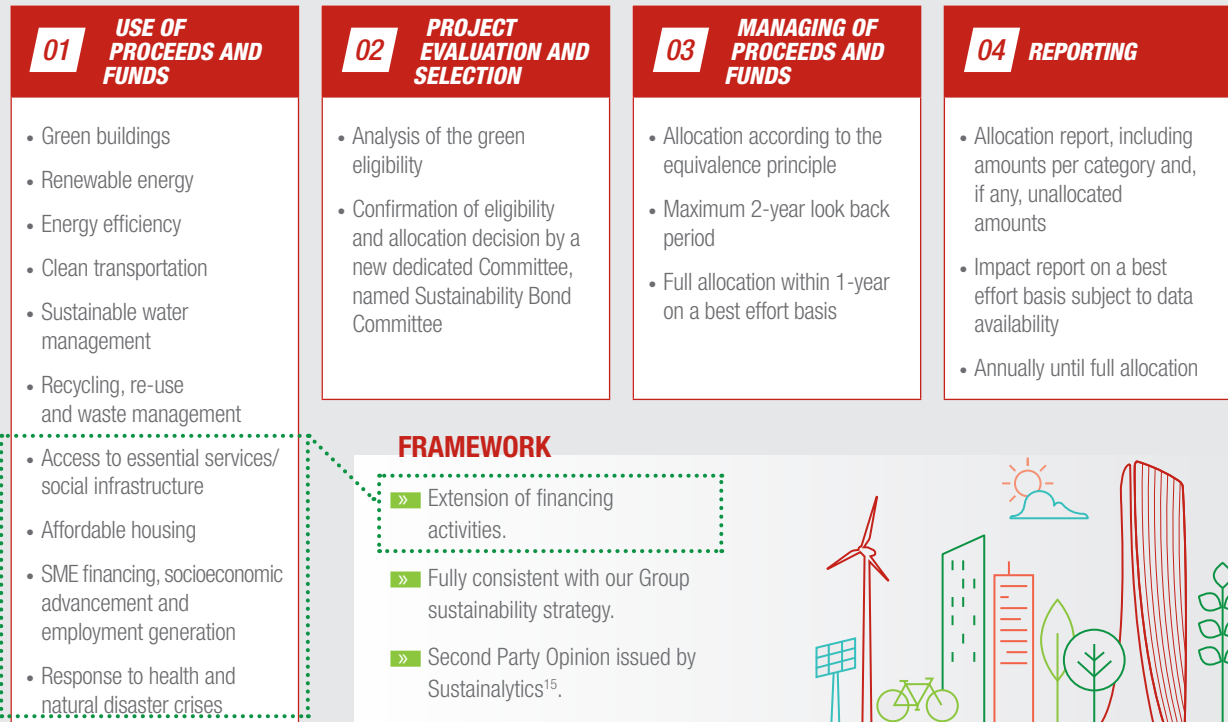 01
USE OF
PROCEEDS AND
FUNDS
• Green buildings
• Renewable energy
• Energy efficiency
• Clean transportation
• Sustainable water
management
• Recycling, re-use
and waste management
• Access to essential services/
social infrastructure
• Affordable housing
• SME financing, socioeconomic
advancement and
employment generation
• Response to health and
natural disaster crises
02
PROJECT
EVALUATION AND
SELECTION
• Analysis of the green
eligibility
• Confirmation of eligibility
and allocation decision by a
new dedicated Committee,
named Sustainability Bond
Committee
03
MANAGING OF
PROCEEDS AND
FUNDS
• Allocation according to the
equivalence principle
• Maximum 2-year look back
period
• Full allocation within 1-year
on a best effort basis
04 REPORTING
• Allocation report, including
amounts per category and,
if any, unallocated
amounts
• Impact report on a best
effort basis subject to data
availability
• Annually until full allocation
FRAMEWORK
» Extension of financing
activities.
» Fully consistent with our Group
sustainability strategy.
» Second Party Opinion issued by
Sustainalytics¹⁵.